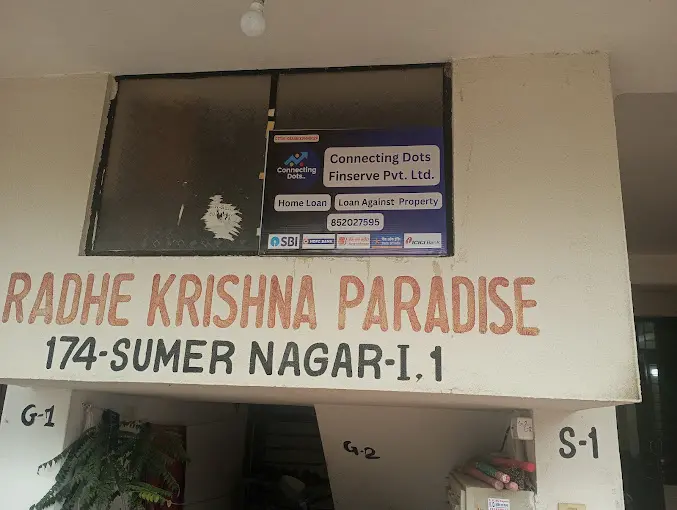 Connecting
Dots..
Connecting Dots
Finserve Pvt. Ltd.
Home Loan
Loan Against Property
852027595
SBI
HDFC BANK
ICICI Bank
RADHE KRISHNA PARADISE
174-SUMER NAGAR-I,1
G-1
G-2
S-1